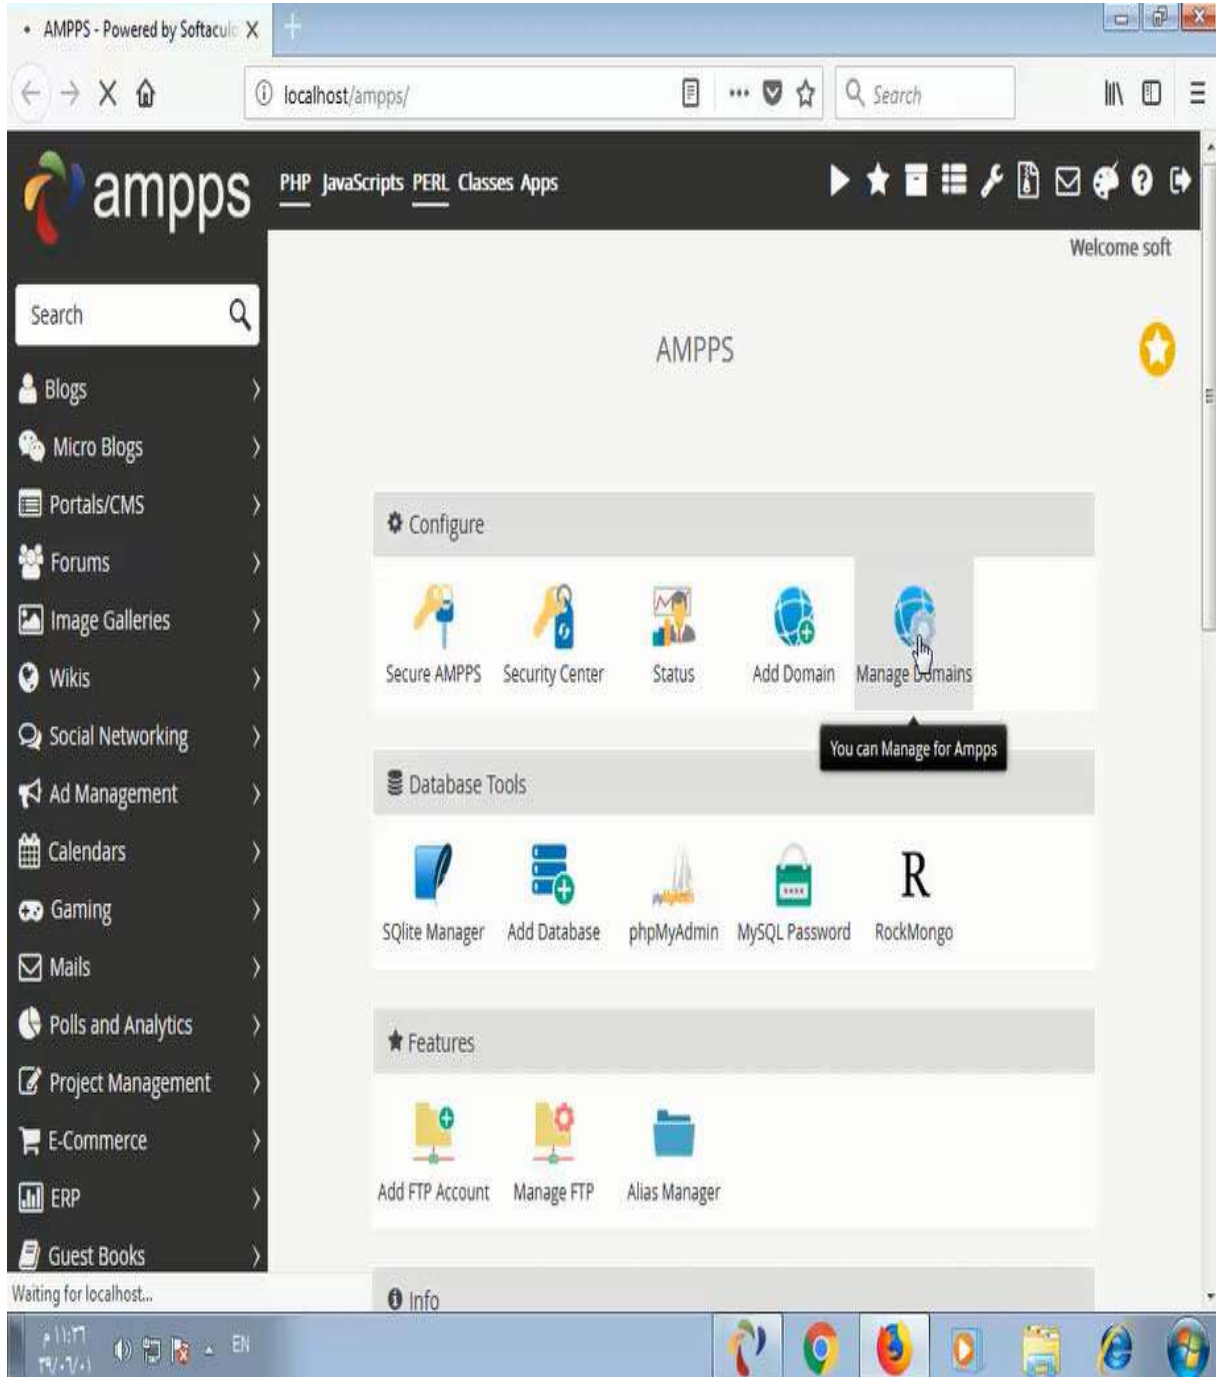 AMPPS - Powered by Softaculo
localhost/ampps/
Search
ampps
PHP JavaScripts PERL Classes Apps
Welcome soft
Search
AMPPS
Blogs
Micro Blogs
Portals/CMS
Forums
Image Galleries
Wikis
Social Networking
Ad Management
Calendars
Gaming
Mails
Polls and Analytics
Project Management
E-Commerce
ERP
Guest Books
Configure
Secure AMPPS Security Center Status Add Domain Manage Domains
You can Manage for Ampps
Database Tools
SQlite Manager Add Database phpMyAdmin MySQL Password RockMongo
Features
Add FTP Account Manage FTP Alias Manager
Info
Waiting for localhost...
EN
م ١١:٢٦